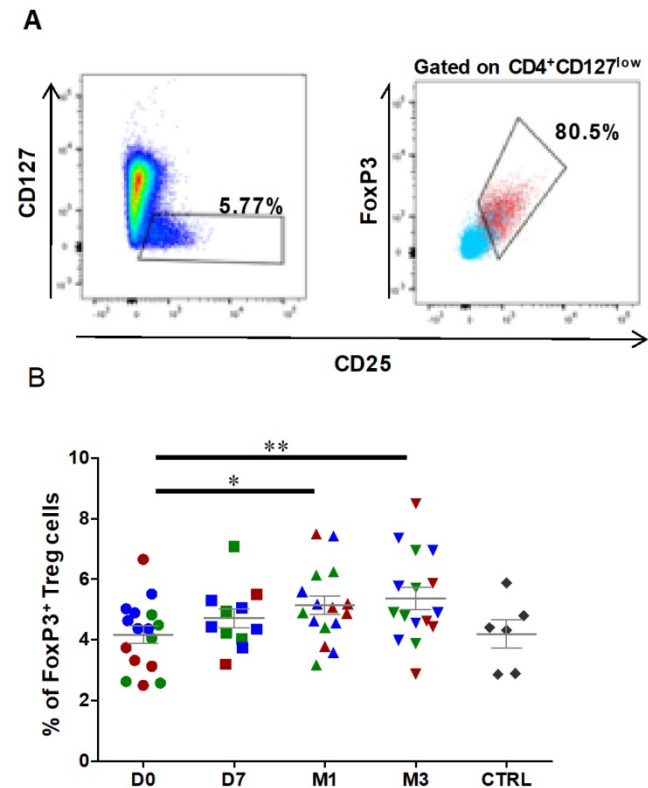 A
Gated on CD4⁺CD127ˡᵒʷ
CD127
5.77%
FoxP3
80.5%
CD25
B
% of FoxP3⁺ Treg cells
10
8
6
4
2
0
**
*
D0 D7 M1 M3 CTRL